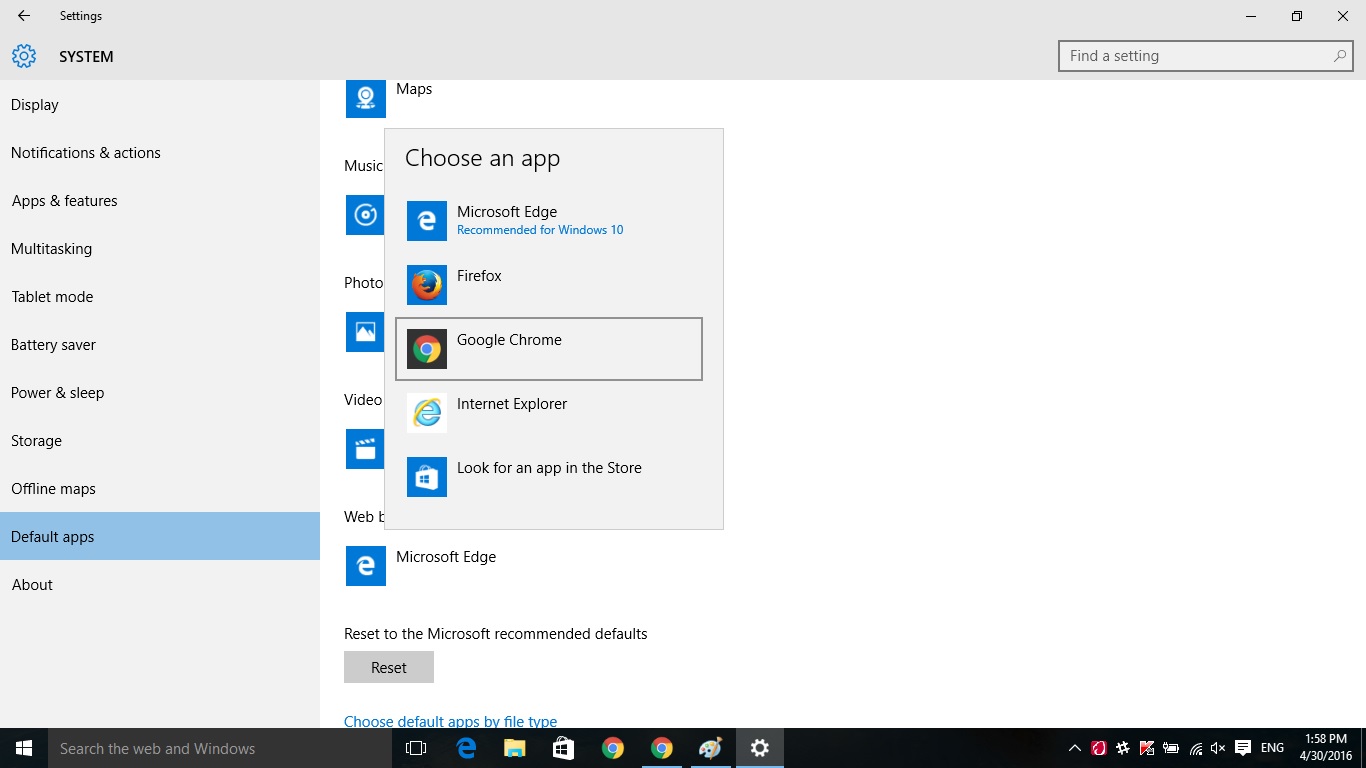 Settings
SYSTEM
Find a setting
Display
Notifications & actions
Apps & features
Multitasking
Tablet mode
Battery saver
Power & sleep
Storage
Offline maps
Default apps
About
Maps
Music
Photo
Video
Web b
Choose an app
Microsoft Edge
Recommended for Windows 10
Firefox
Google Chrome
Internet Explorer
Look for an app in the Store
Microsoft Edge
Reset to the Microsoft recommended defaults
Reset
Choose default apps by file type
Search the web and Windows
ENG
1:58 PM
4/30/2016